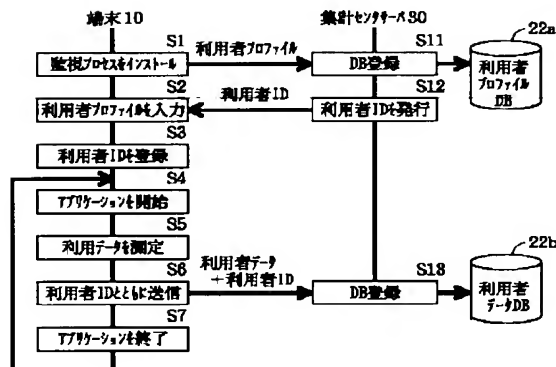 端末10
集計センタサーバ30
S1
監視プロセスをインストール
利用者プロファイル
S11
DB登録
22a
利用者
プロファイル
DB
S2
利用者プロファイルを入力
利用者ID
S12
利用者IDを発行
S3
利用者IDを登録
S4
アプリケーションを開始
S5
利用データを測定
S6
利用者IDとともに送信
利用者データ
+利用者ID
S18
DB登録
22b
利用者
データDB
S7
アプリケーションを終了